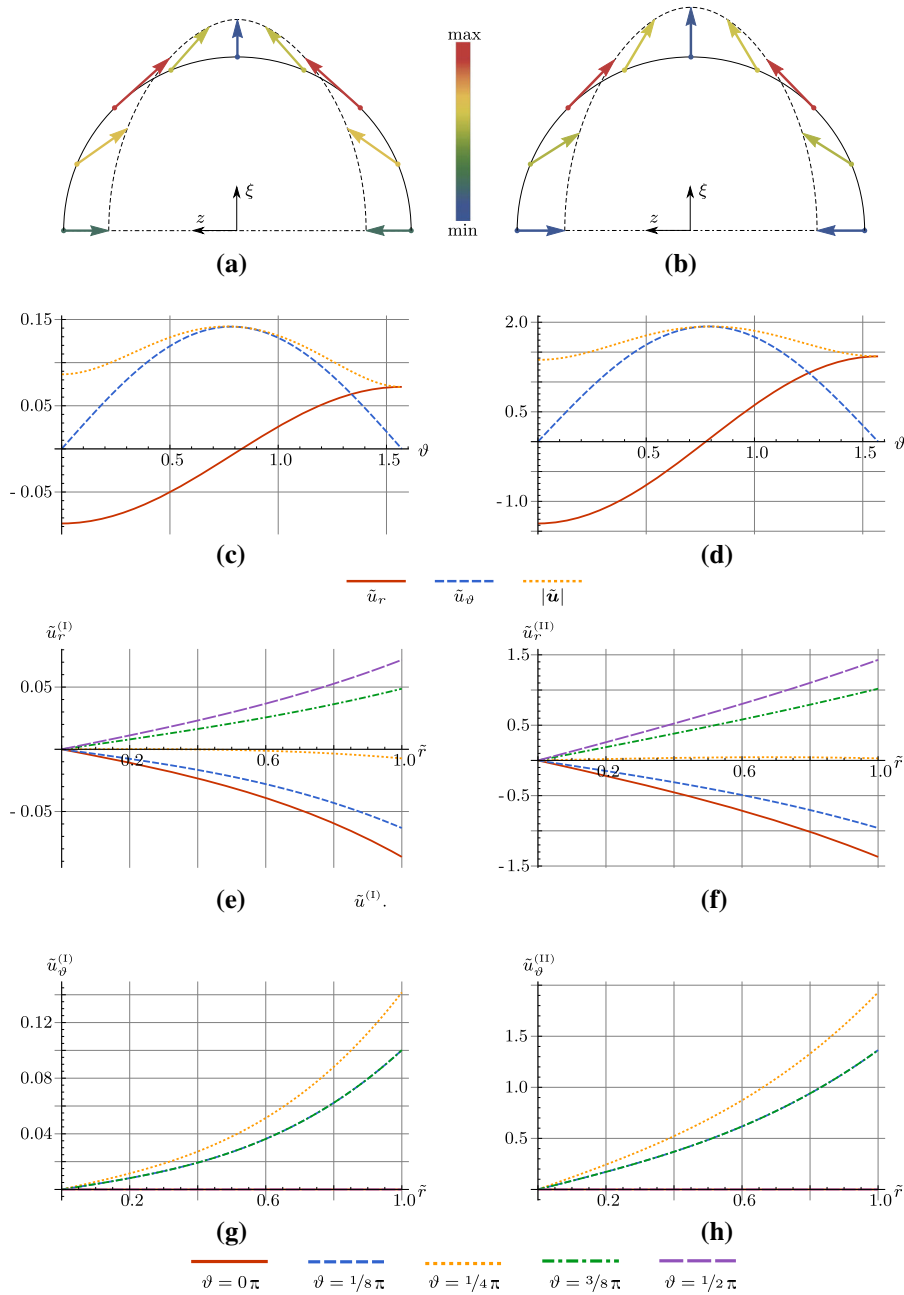 max
min
ξ
z
ξ
z
(a)
(b)
0.15
0.05
- 0.05
0.5
1.0
1.5
ϑ
2.0
0.5
- 1.0
0.5
1.0
1.5
ϑ
(c)
(d)
ũ_r
ũ_ϑ
|ũ|
ũ_r^(I)
0.05
- 0.05
0.2
0.6
1.0
r̃
ũ_r^(II)
1.5
0.5
-0.5
-1.5
0.2
0.6
1.0
r̃
(e)
ũ^(I).
(f)
ũ_ϑ^(I)
0.12
0.08
0.04
0.2
0.6
1.0
r̃
ũ_ϑ^(II)
1.5
1.0
0.5
0.2
0.6
1.0
r̃
(g)
(h)
ϑ = 0 π
ϑ = 1/8 π
ϑ = 1/4 π
ϑ = 3/8 π
ϑ = 1/2 π